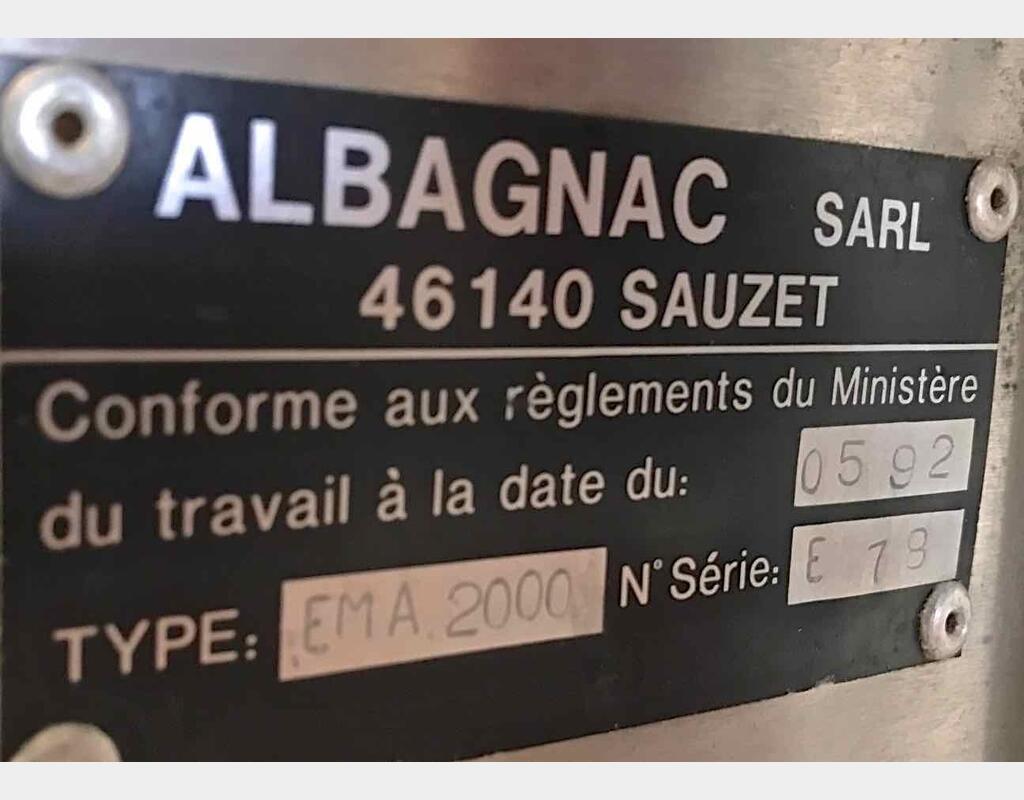 ALBAGNAC SARL
46140 SAUZET
Conforme aux règlements du Ministère
du travail à la date du: 05 92
TYPE: EMA 2000 N° Série: E 79